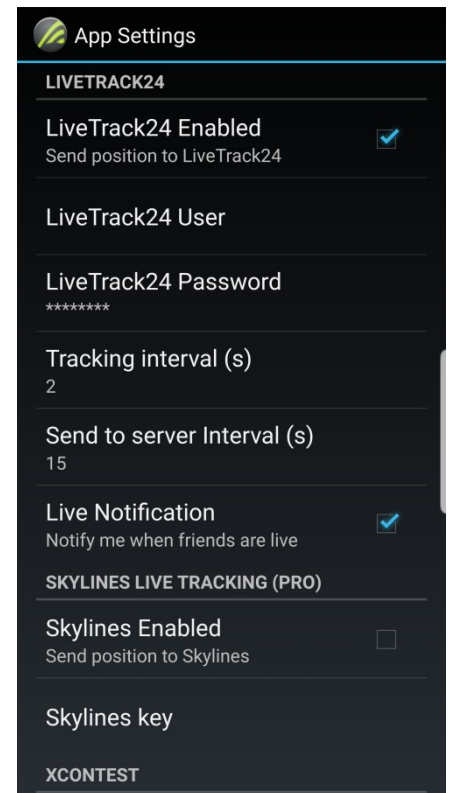 App Settings
LIVETRACK24
LiveTrack24 Enabled
Send position to LiveTrack24
LiveTrack24 User
LiveTrack24 Password
********
Tracking interval (s)
2
Send to server Interval (s)
15
Live Notification
Notify me when friends are live
SKYLINES LIVE TRACKING (PRO)
Skylines Enabled
Send position to Skylines
Skylines key
XCONTEST